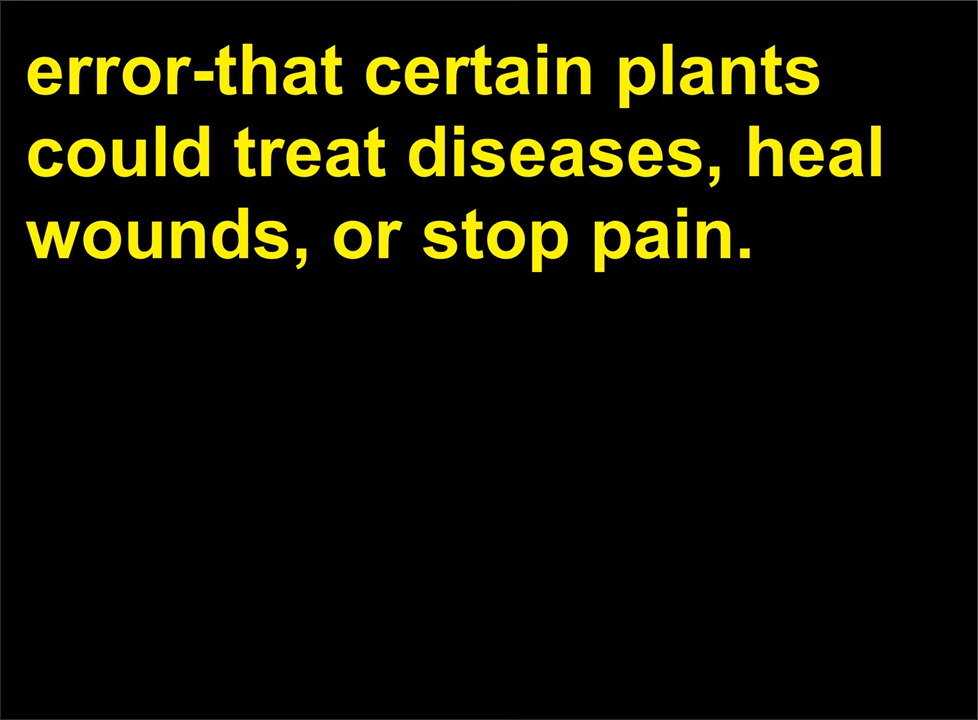 error-that certain plants
could treat diseases, heal
wounds, or stop pain.